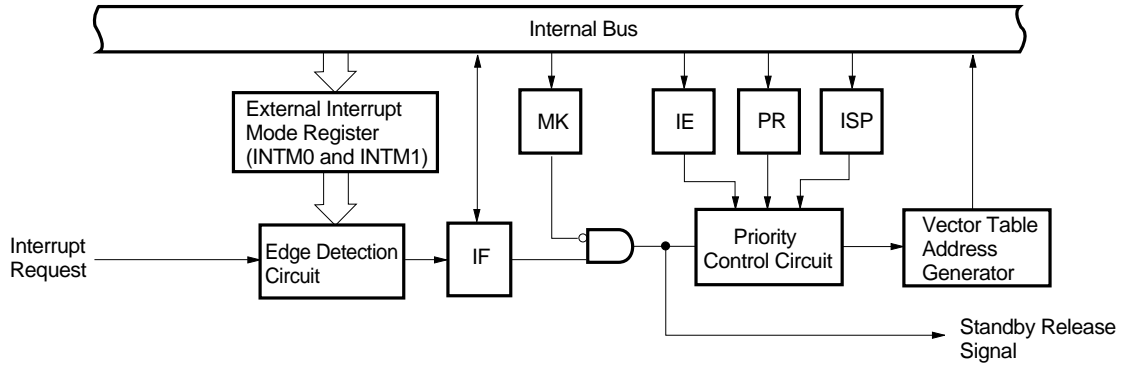 Internal Bus
External Interrupt
Mode Register
(INTM0 and INTM1)
MK
IE
PR
ISP
Interrupt
Request
Edge Detection
Circuit
IF
Priority
Control Circuit
Vector Table
Address
Generator
Standby Release
Signal